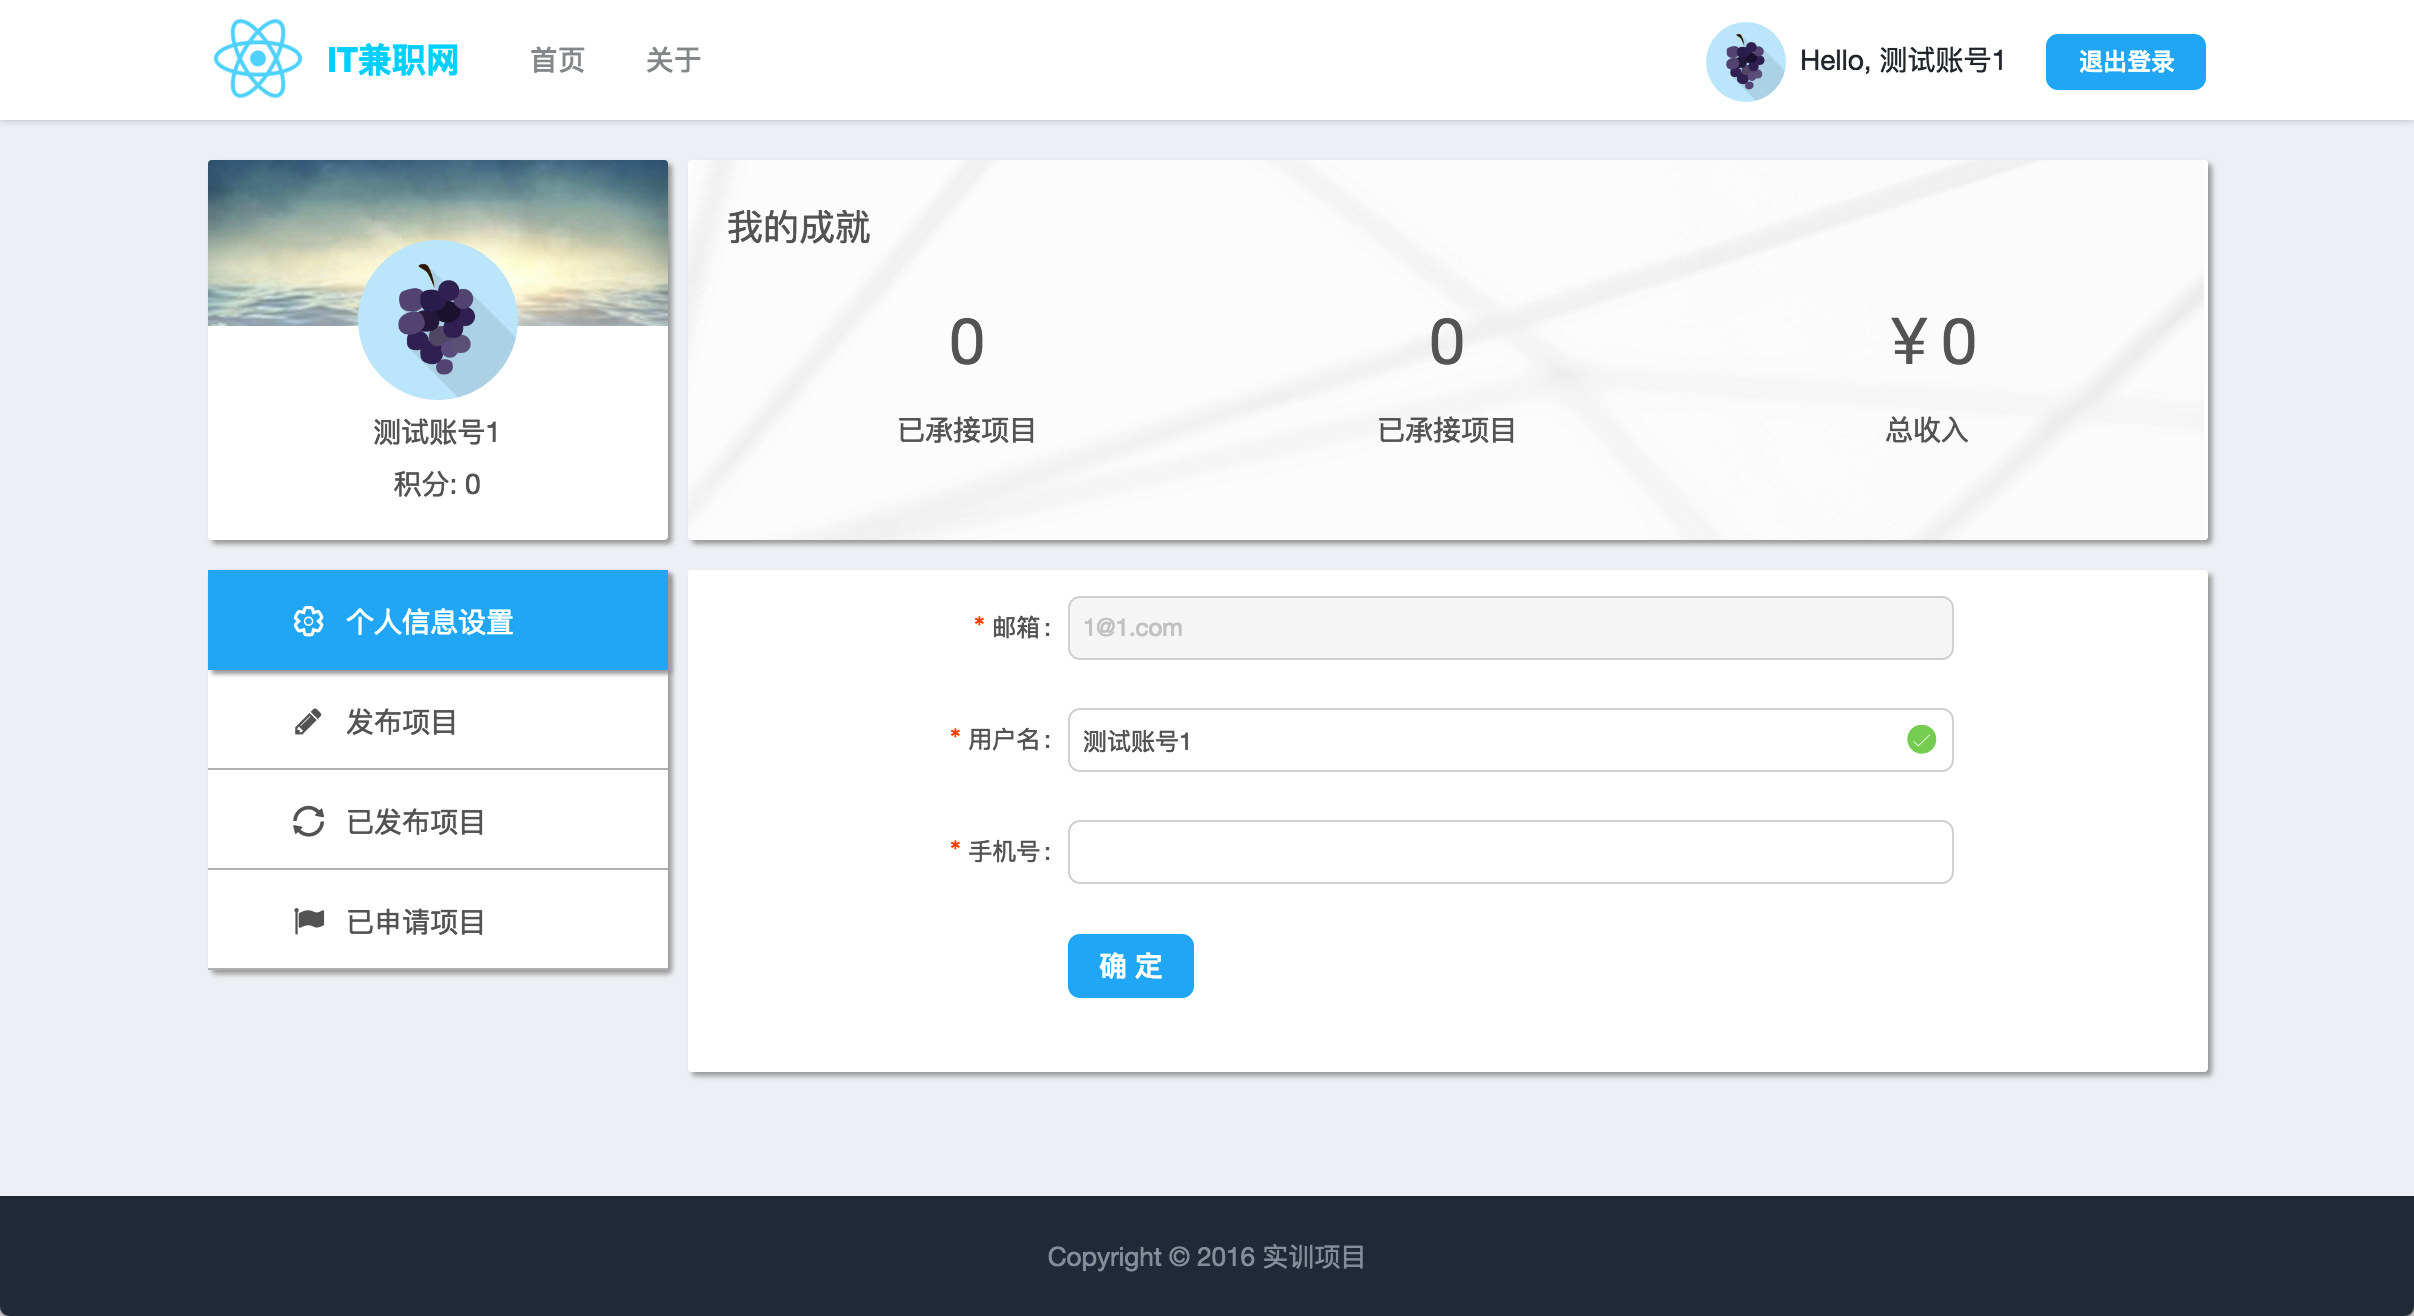 IT兼职网
首页
关于
Hello, 测试账号1
退出登录
测试账号1
积分: 0
我的成就
0
0
¥ 0
已承接项目
已承接项目
总收入
个人信息设置
发布项目
已发布项目
已申请项目
* 邮箱:
1@1.com
* 用户名:
测试账号1
* 手机号:
确 定
Copyright © 2016 实训项目